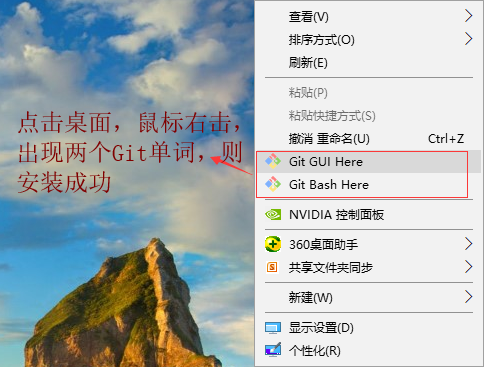 查看(V)
排序方式(O)
刷新(E)
粘贴(P)
粘贴快捷方式(S)
撤消 重命名(U) Ctrl+Z
Git GUI Here
Git Bash Here
NVIDIA 控制面板
360桌面助手
共享文件夹同步
新建(W)
显示设置(D)
个性化(R)
点击桌面，鼠标右击，
出现两个Git单词，则
安装成功